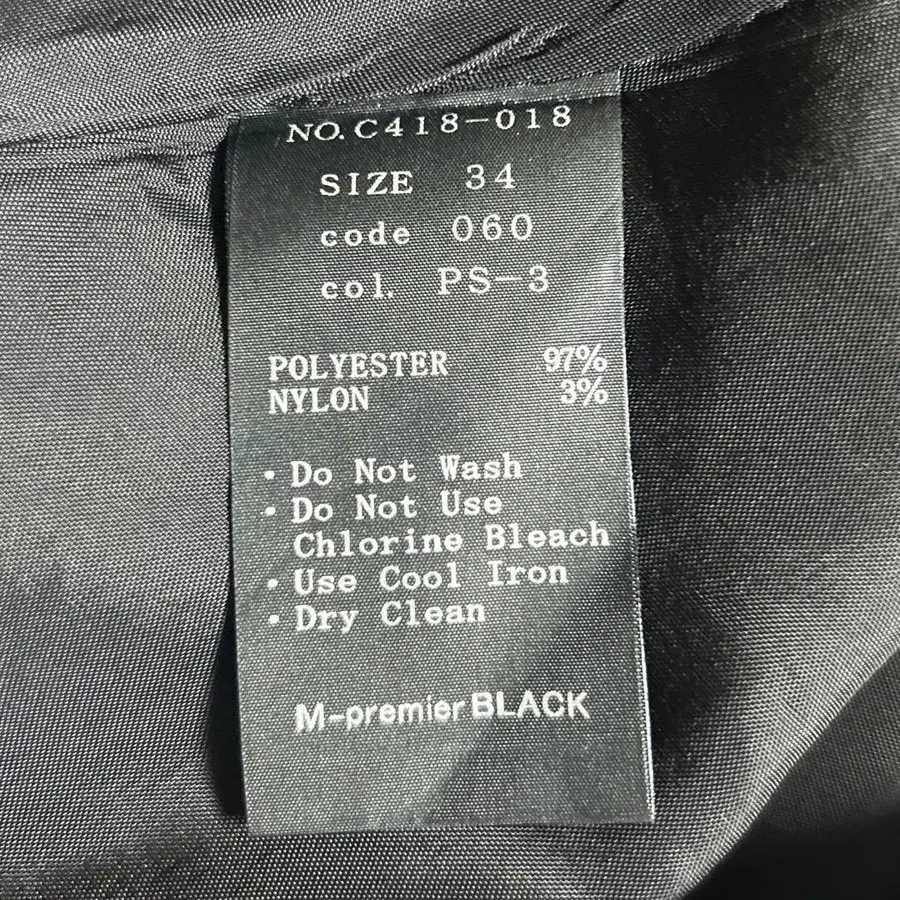 NO.C418-018
SIZE 34
code 060
col. PS-3
POLYESTER 97%
NYLON 3%
・Do Not Wash
・Do Not Use
Chlorine Bleach
・Use Cool Iron
・Dry Clean
M-premier BLACK